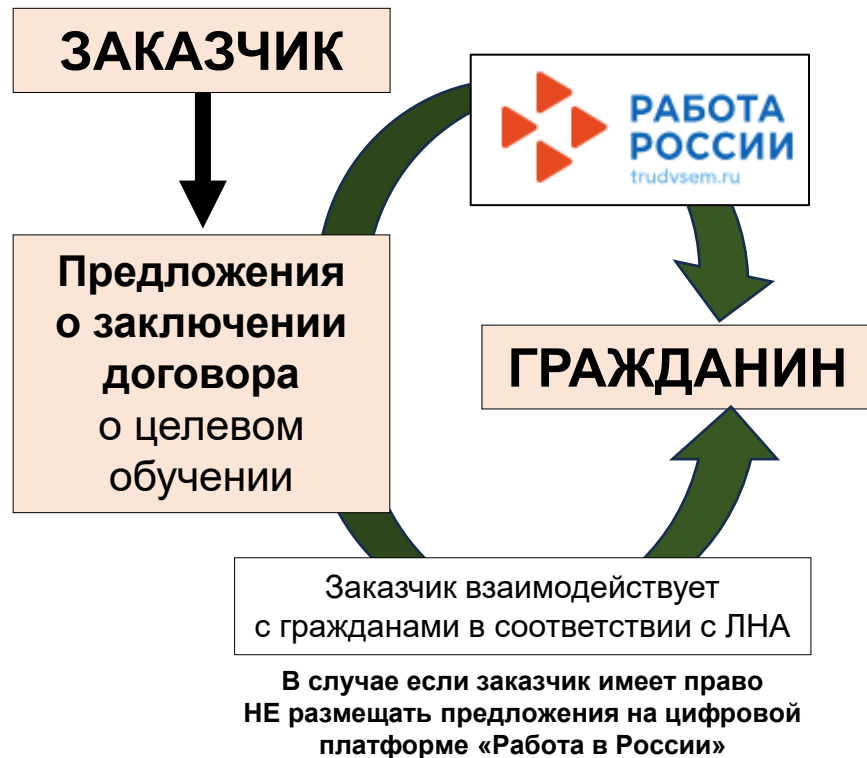 ЗАКАЗЧИК
РАБОТА
РОССИИ
trudvsem.ru
Предложения
о заключении
договора
о целевом
обучении
ГРАЖДАНИН
Заказчик взаимодействует
с гражданами в соответствии с ЛНА
В случае если заказчик имеет право
НЕ размещать предложения на цифровой
платформе «Работа в России»